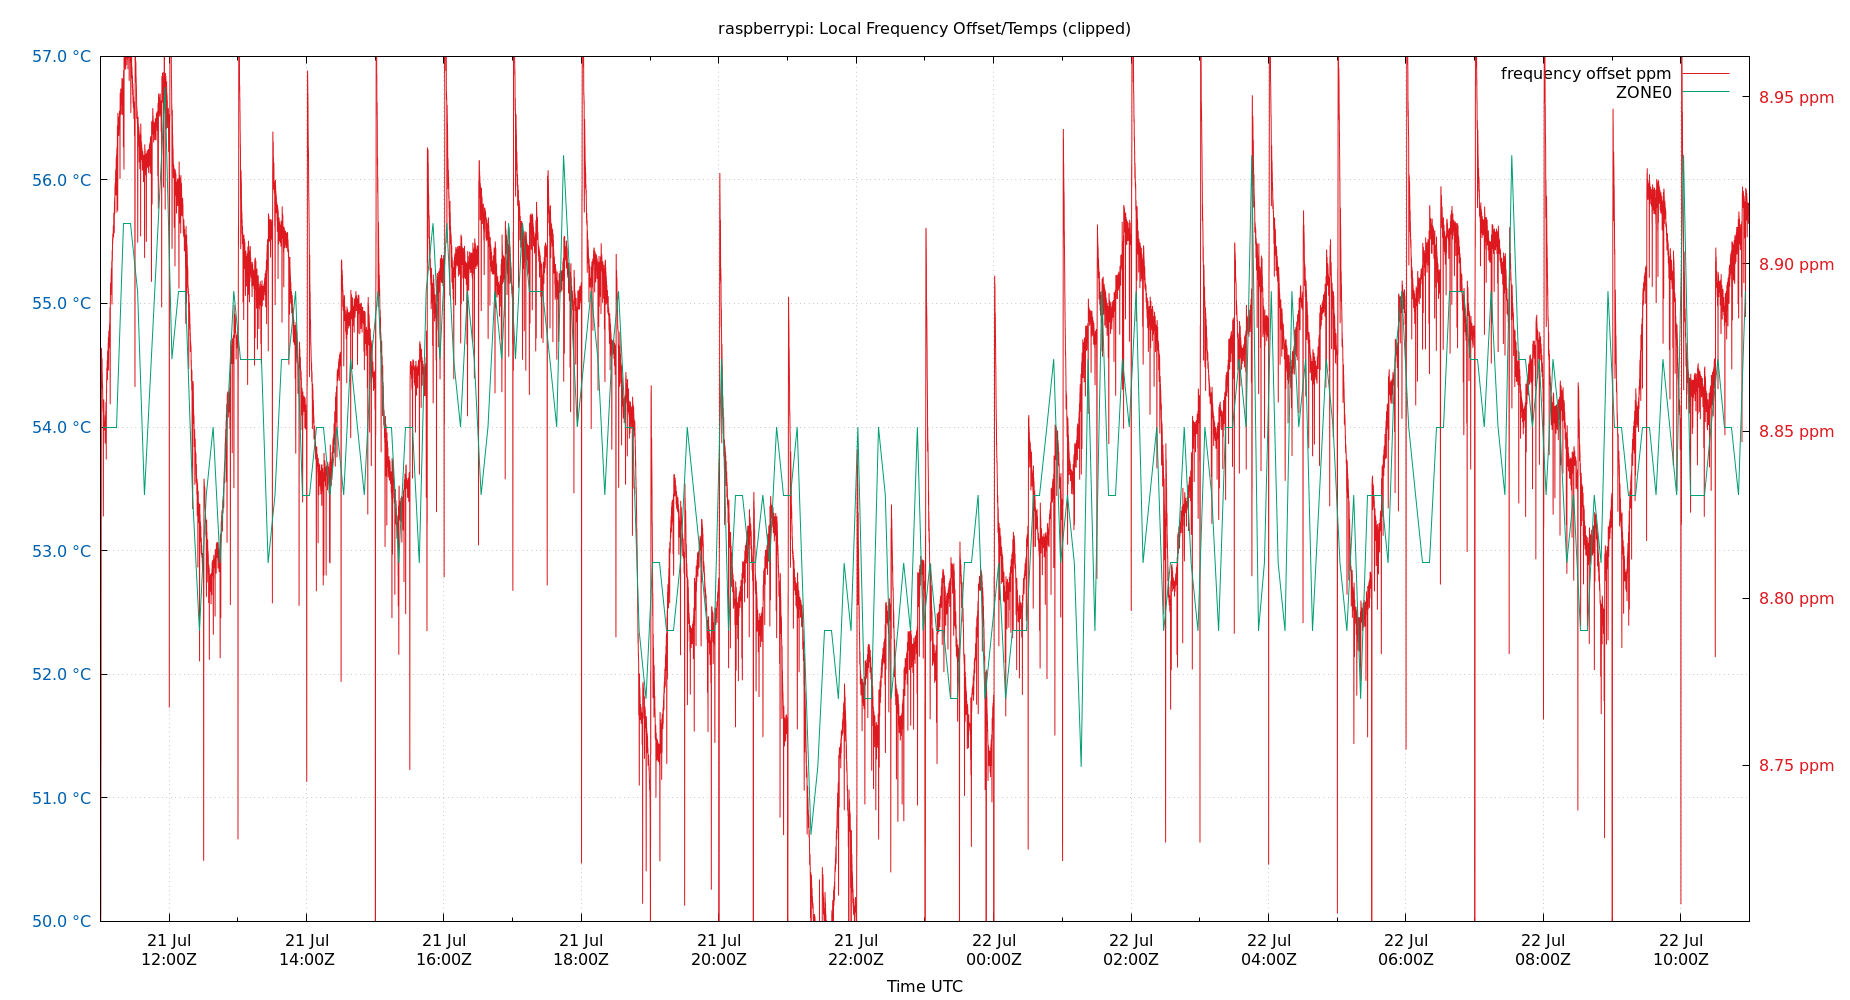 raspberrypi: Local Frequency Offset/Temps (clipped)
57.0 °C
56.0 °C
55.0 °C
54.0 °C
53.0 °C
52.0 °C
51.0 °C
50.0 °C
frequency offset ppm
ZONE0
8.95 ppm
8.90 ppm
8.85 ppm
8.80 ppm
8.75 ppm
21 Jul 21 Jul 21 Jul 21 Jul 21 Jul 21 Jul 22 Jul 22 Jul 22 Jul 22 Jul 22 Jul 22 Jul
12:00Z 14:00Z 16:00Z 18:00Z 20:00Z 22:00Z 00:00Z 02:00Z 04:00Z 06:00Z 08:00Z 10:00Z
Time UTC